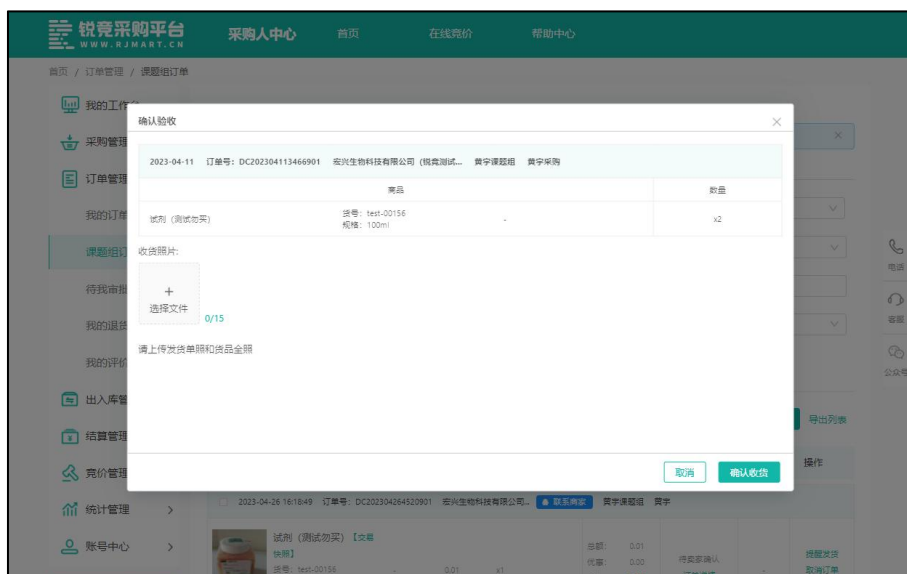 锐竞采购平台
WWW.RJMART.CN
采购人中心 首页 在线竞价 帮助中心
首页 / 订单管理 / 课题组订单
我的工作
采购管理
订单管理
我的订单
课题组订
待我审批
我的退货
我的评价
出入库管
结算管理
竞价管理
统计管理
账号中心
确认验收
2023-04-11 订单号：DC202304113466901 宏兴生物科技有限公司 (锐竞测试... 黄宇课题组 黄宇采购
商品 数量
试剂（测试勿买） 货号：test-00156 - x2
规格：100ml
收货照片:
+
选择文件
0/15
请上传发货单照和货品全照
取消 确认收货
电话
客服
公众号
导出列表
操作
2023-04-26 16:18:49 订单号：DC202304264520901 宏兴生物科技有限公司... 联系商家 黄宇课题组 黄宇
试剂（测试勿买）【交易
快照】
货号：test-00156 - 0.01 x1
总额： 0.01
优惠： 0.00
待卖家确认
提醒发货
取消订单